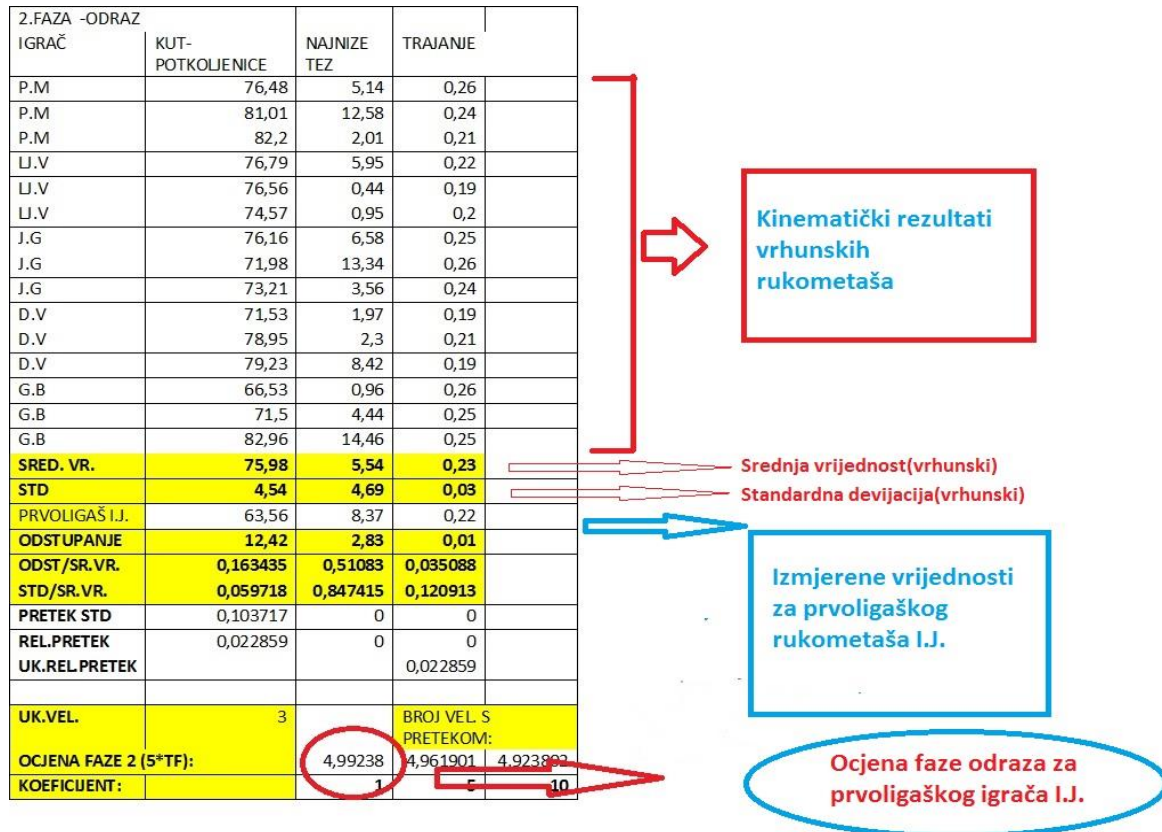 2.FAZA -ODRAZ
IGRAČ KUT- NAJNIZE TRAJANJE
POTKOLJENICE TEZ
P.M 76,48 5,14 0,26
P.M 81,01 12,58 0,24
P.M 82,2 2,01 0,21
LJ.V 76,79 5,95 0,22
LJ.V 76,56 0,44 0,19
LJ.V 74,57 0,95 0,2
J.G 76,16 6,58 0,25
J.G 71,98 13,34 0,26
J.G 73,21 3,56 0,24
D.V 71,53 1,97 0,19
D.V 78,95 2,3 0,21
D.V 79,23 8,42 0,19
G.B 66,53 0,96 0,26
G.B 71,5 4,44 0,25
G.B 82,96 14,46 0,25
SRED. VR. 75,98 5,54 0,23
STD 4,54 4,69 0,03
PRVOLIGAŠ I.J. 63,56 8,37 0,22
ODSTUPANJE 12,42 2,83 0,01
ODST/SR.VR. 0,163435 0,51083 0,035088
STD/SR.VR. 0,059718 0,847415 0,120913
PRETEK STD 0,103717 0 0
REL.PRETEK 0,022859 0 0
UK.REL.PRETEK 0,022859
UK.VEL. 3 BROJ VEL. S
PRETEKOM:
OCJENA FAZE 2 (5*TF): 4,99238 4,961901
KOEFICIJENT: 1 5 10
Kinematički rezultati
vrhunskih
rukometaša
Srednja vrijednost(vrhunski)
Standardna devijacija(vrhunski)
Izmjerene vrijednosti
za prvoligaškog
rukometaša I.J.
Ocjena faze odraza za
prvoligaškog igrača I.J.